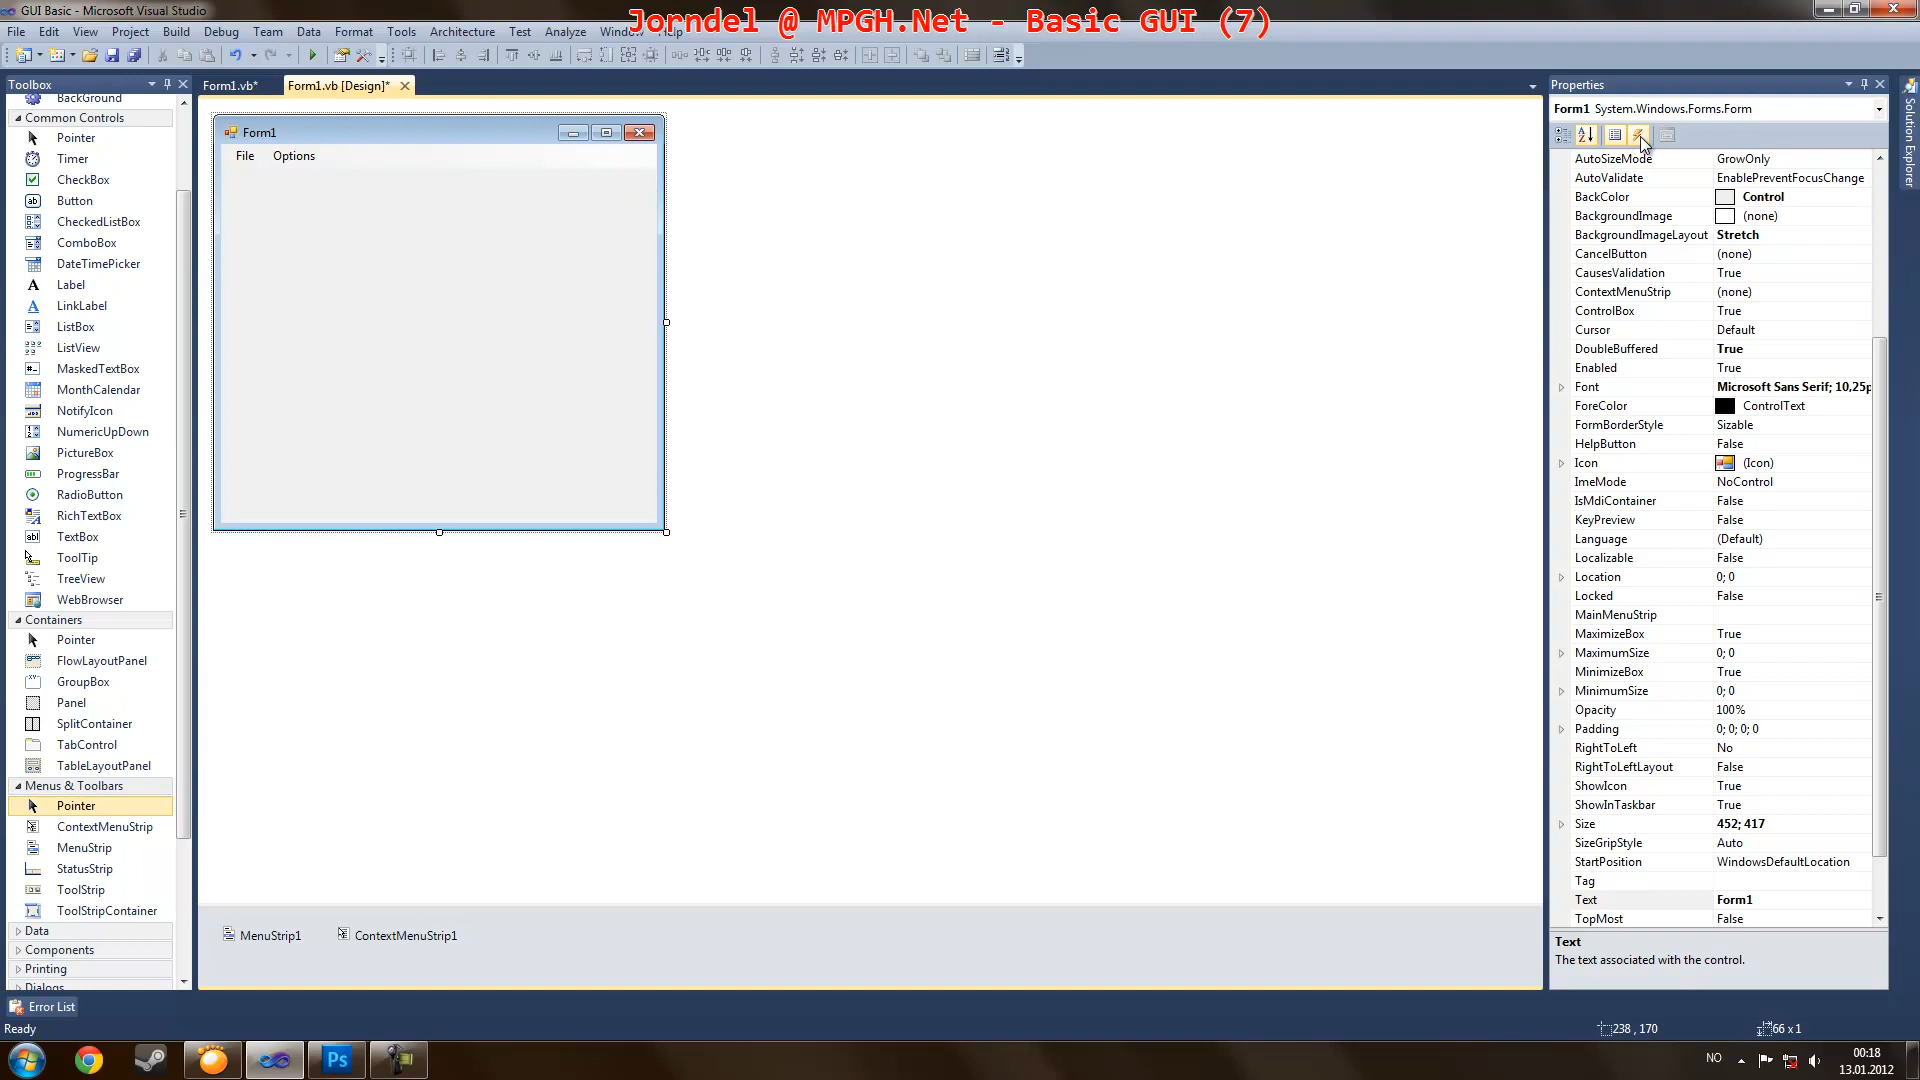 GUI Basic - Microsoft Visual Studio
Jorndel @ MPGH.Net - Basic GUI (7)
File Edit View Project Build Debug Team Data Format Tools Architecture Test Analyze Window Help
Toolbox
BackGround
Common Controls
Pointer
Timer
CheckBox
Button
CheckedListBox
ComboBox
DateTimePicker
Label
LinkLabel
ListBox
ListView
MaskedTextBox
MonthCalendar
NotifyIcon
NumericUpDown
PictureBox
ProgressBar
RadioButton
RichTextBox
TextBox
ToolTip
TreeView
WebBrowser
Containers
Pointer
FlowLayoutPanel
GroupBox
Panel
SplitContainer
TabControl
TableLayoutPanel
Menus & Toolbars
Pointer
ContextMenuStrip
MenuStrip
StatusStrip
ToolStrip
ToolStripContainer
Data
Components
Printing
Dialogs
Form1.vb* Form1.vb [Design]*
Form1
File Options
MenuStrip1 ContextMenuStrip1
Properties
Form1 System.Windows.Forms.Form
AutoSizeMode GrowOnly
AutoValidate EnablePreventFocusChange
BackColor Control
BackgroundImage (none)
BackgroundImageLayout Stretch
CancelButton (none)
CausesValidation True
ContextMenuStrip (none)
ControlBox True
Cursor Default
DoubleBuffered True
Enabled True
Font Microsoft Sans Serif; 10,25p
ForeColor ControlText
FormBorderStyle Sizable
HelpButton False
Icon (Icon)
ImeMode NoControl
IsMdiContainer False
KeyPreview False
Language (Default)
Localizable False
Location 0; 0
Locked False
MainMenuStrip
MaximizeBox True
MaximumSize 0; 0
MinimizeBox True
MinimumSize 0; 0
Opacity 100%
Padding 0; 0; 0; 0
RightToLeft No
RightToLeftLayout False
ShowIcon True
ShowInTaskbar True
Size 452; 417
SizeGripStyle Auto
StartPosition WindowsDefaultLocation
Tag
Text Form1
TopMost False
Text
The text associated with the control.
Solution Explorer
Error List
Ready
238 , 170
66 x 1
Ps
NO
00:18
13.01.2012